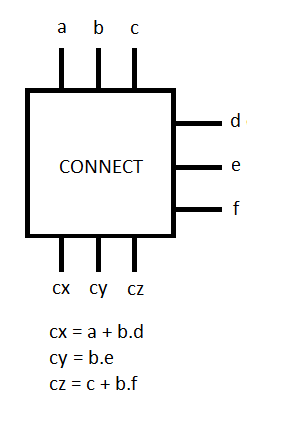 a b c
d
CONNECT e
f
cx cy cz
cx = a + b.d
cy = b.e
cz = c + b.f